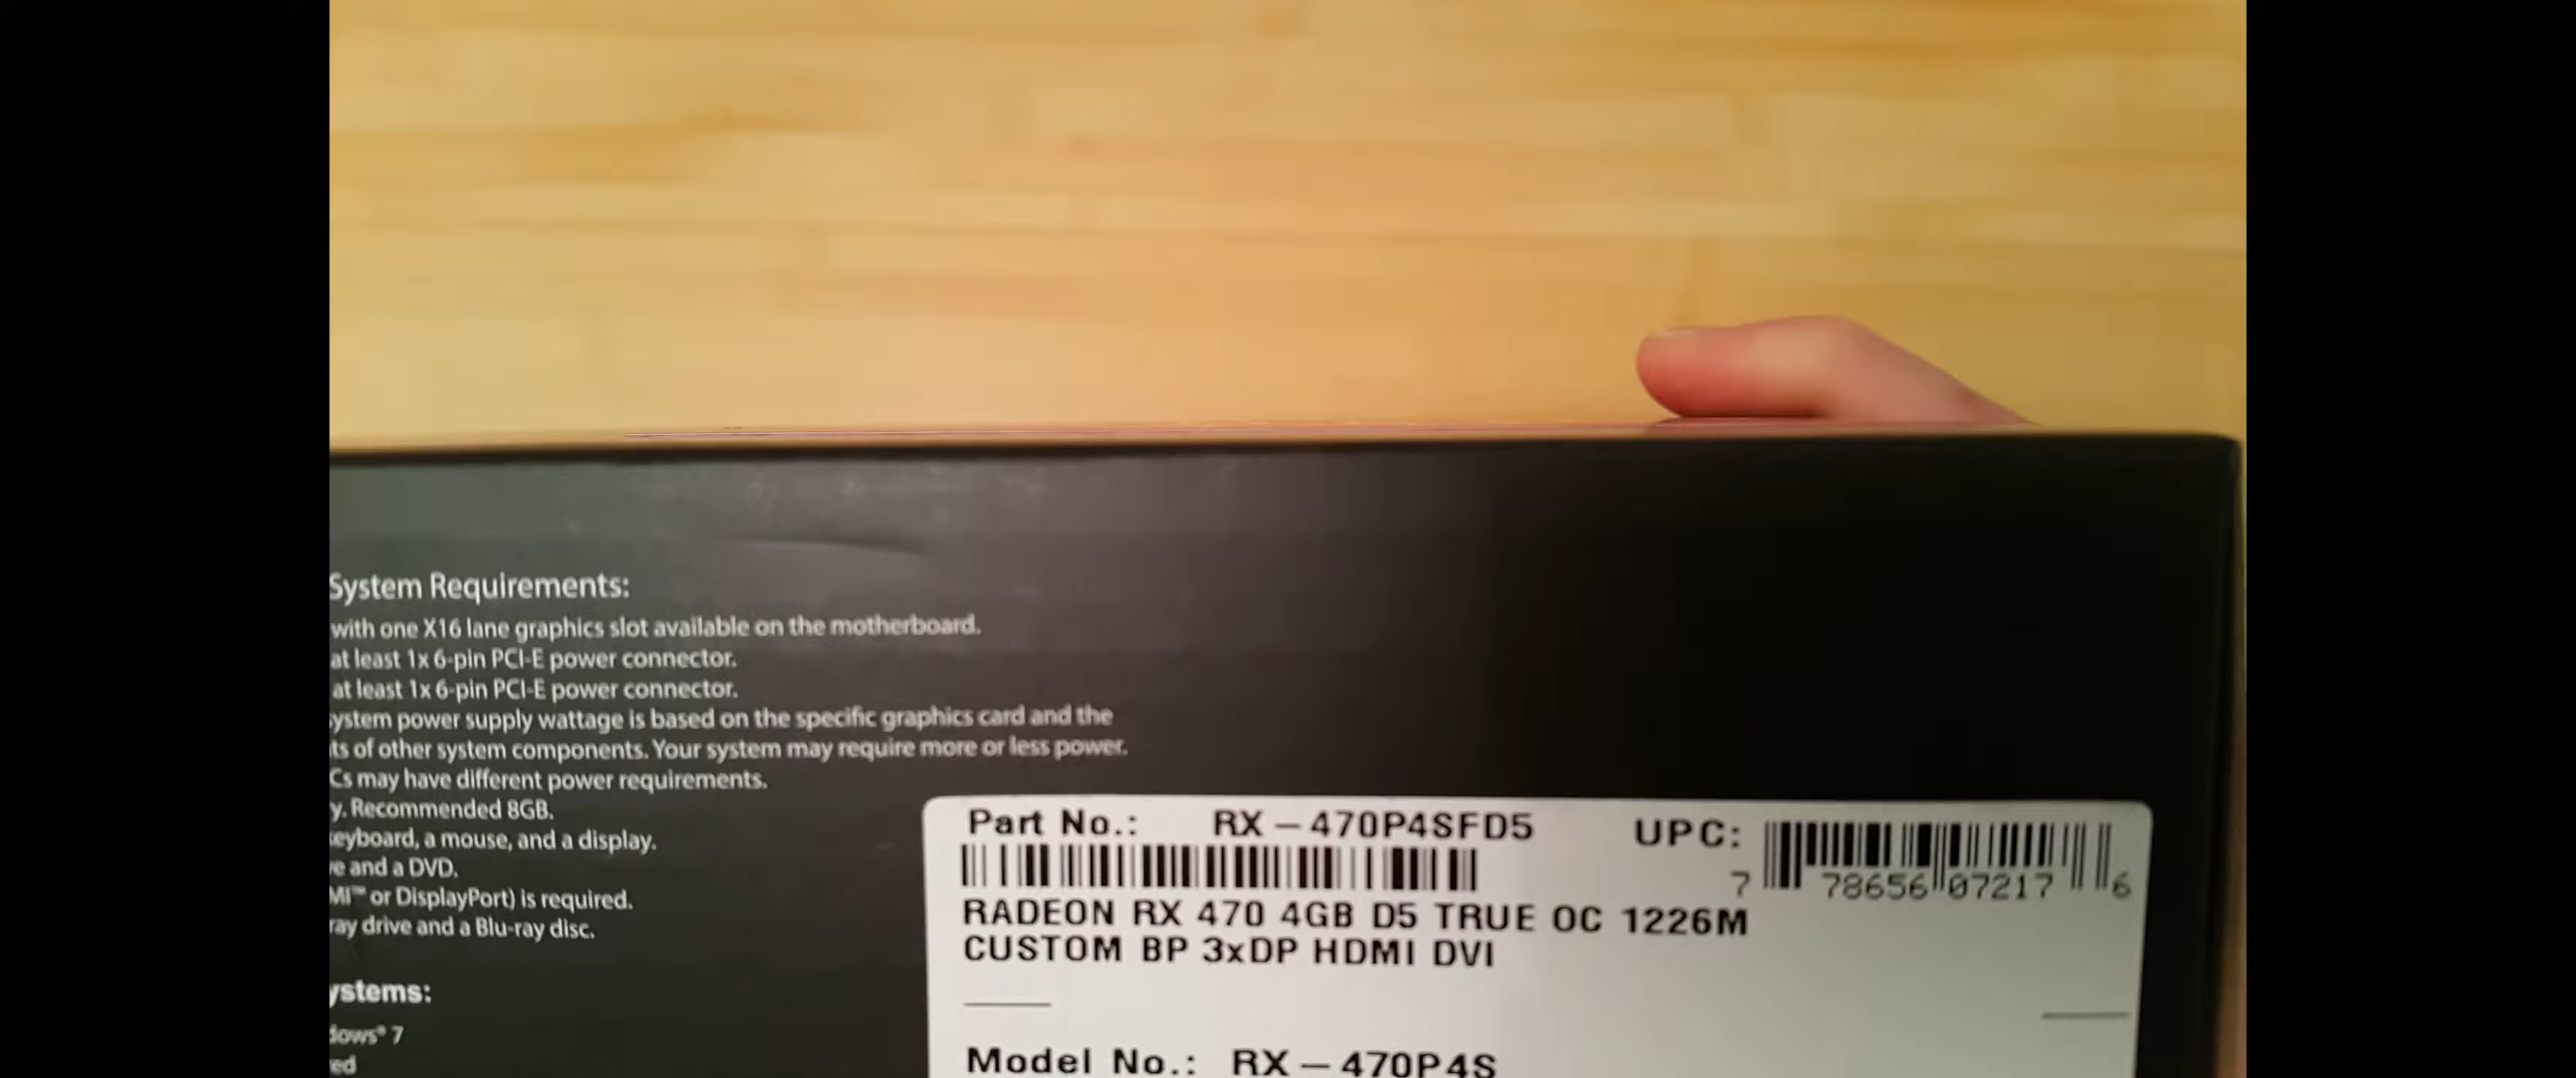 System Requirements:
with one X16 lane graphics slot available on the motherboard.
at least 1x 6-pin PCI-E power connector.
at least 1x 6-pin PCI-E power connector.
ystem power supply wattage is based on the specific graphics card and the
ts of other system components. Your system may require more or less power.
Cs may have different power requirements.
y. Recommended 8GB.
eyboard, a mouse, and a display.
e and a DVD.
MI™ or DisplayPort) is required.
ray drive and a Blu-ray disc.
ystems:
dows® 7
ed
Part No.: RX-470P4SFD5
UPC:
7 78656 07217 6
RADEON RX 470 4GB D5 TRUE OC 1226M
CUSTOM BP 3xDP HDMI DVI
Model No.: RX-470P4S